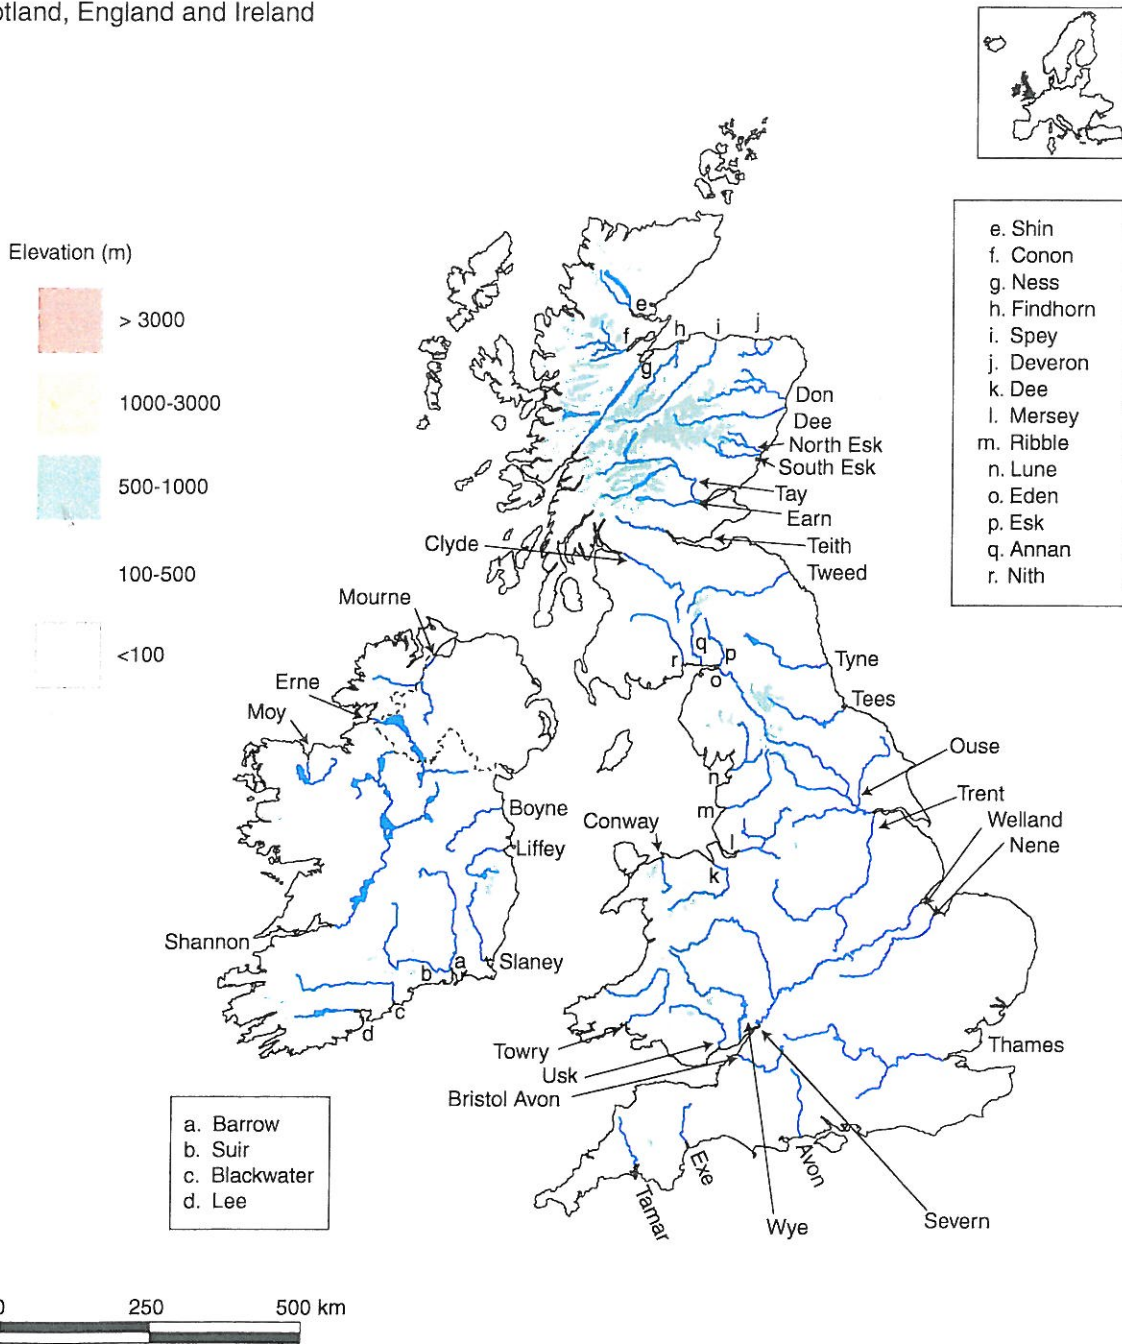 otland, England and Ireland
Elevation (m)
> 3000
1000-3000
500-1000
100-500
<100
e. Shin
f. Conon
g. Ness
h. Findhorn
i. Spey
j. Deveron
k. Dee
l. Mersey
m. Ribble
n. Lune
o. Eden
p. Esk
q. Annan
r. Nith
e
f
g
h
i
j
Don
Dee
North Esk
South Esk
Tay
Earn
Teith
Clyde
Tweed
Mourne
q
p
r
o
Tyne
Erne
Tees
Moy
Ouse
n
Trent
m
Boyne
Welland
Conway
Nene
Liffey
l
k
Shannon
a
b
Slaney
c
d
Towry
Usk
Bristol Avon
Thames
Exe
Avon
Tamar
Wye
Severn
a. Barrow
b. Suir
c. Blackwater
d. Lee
0
250
500 km